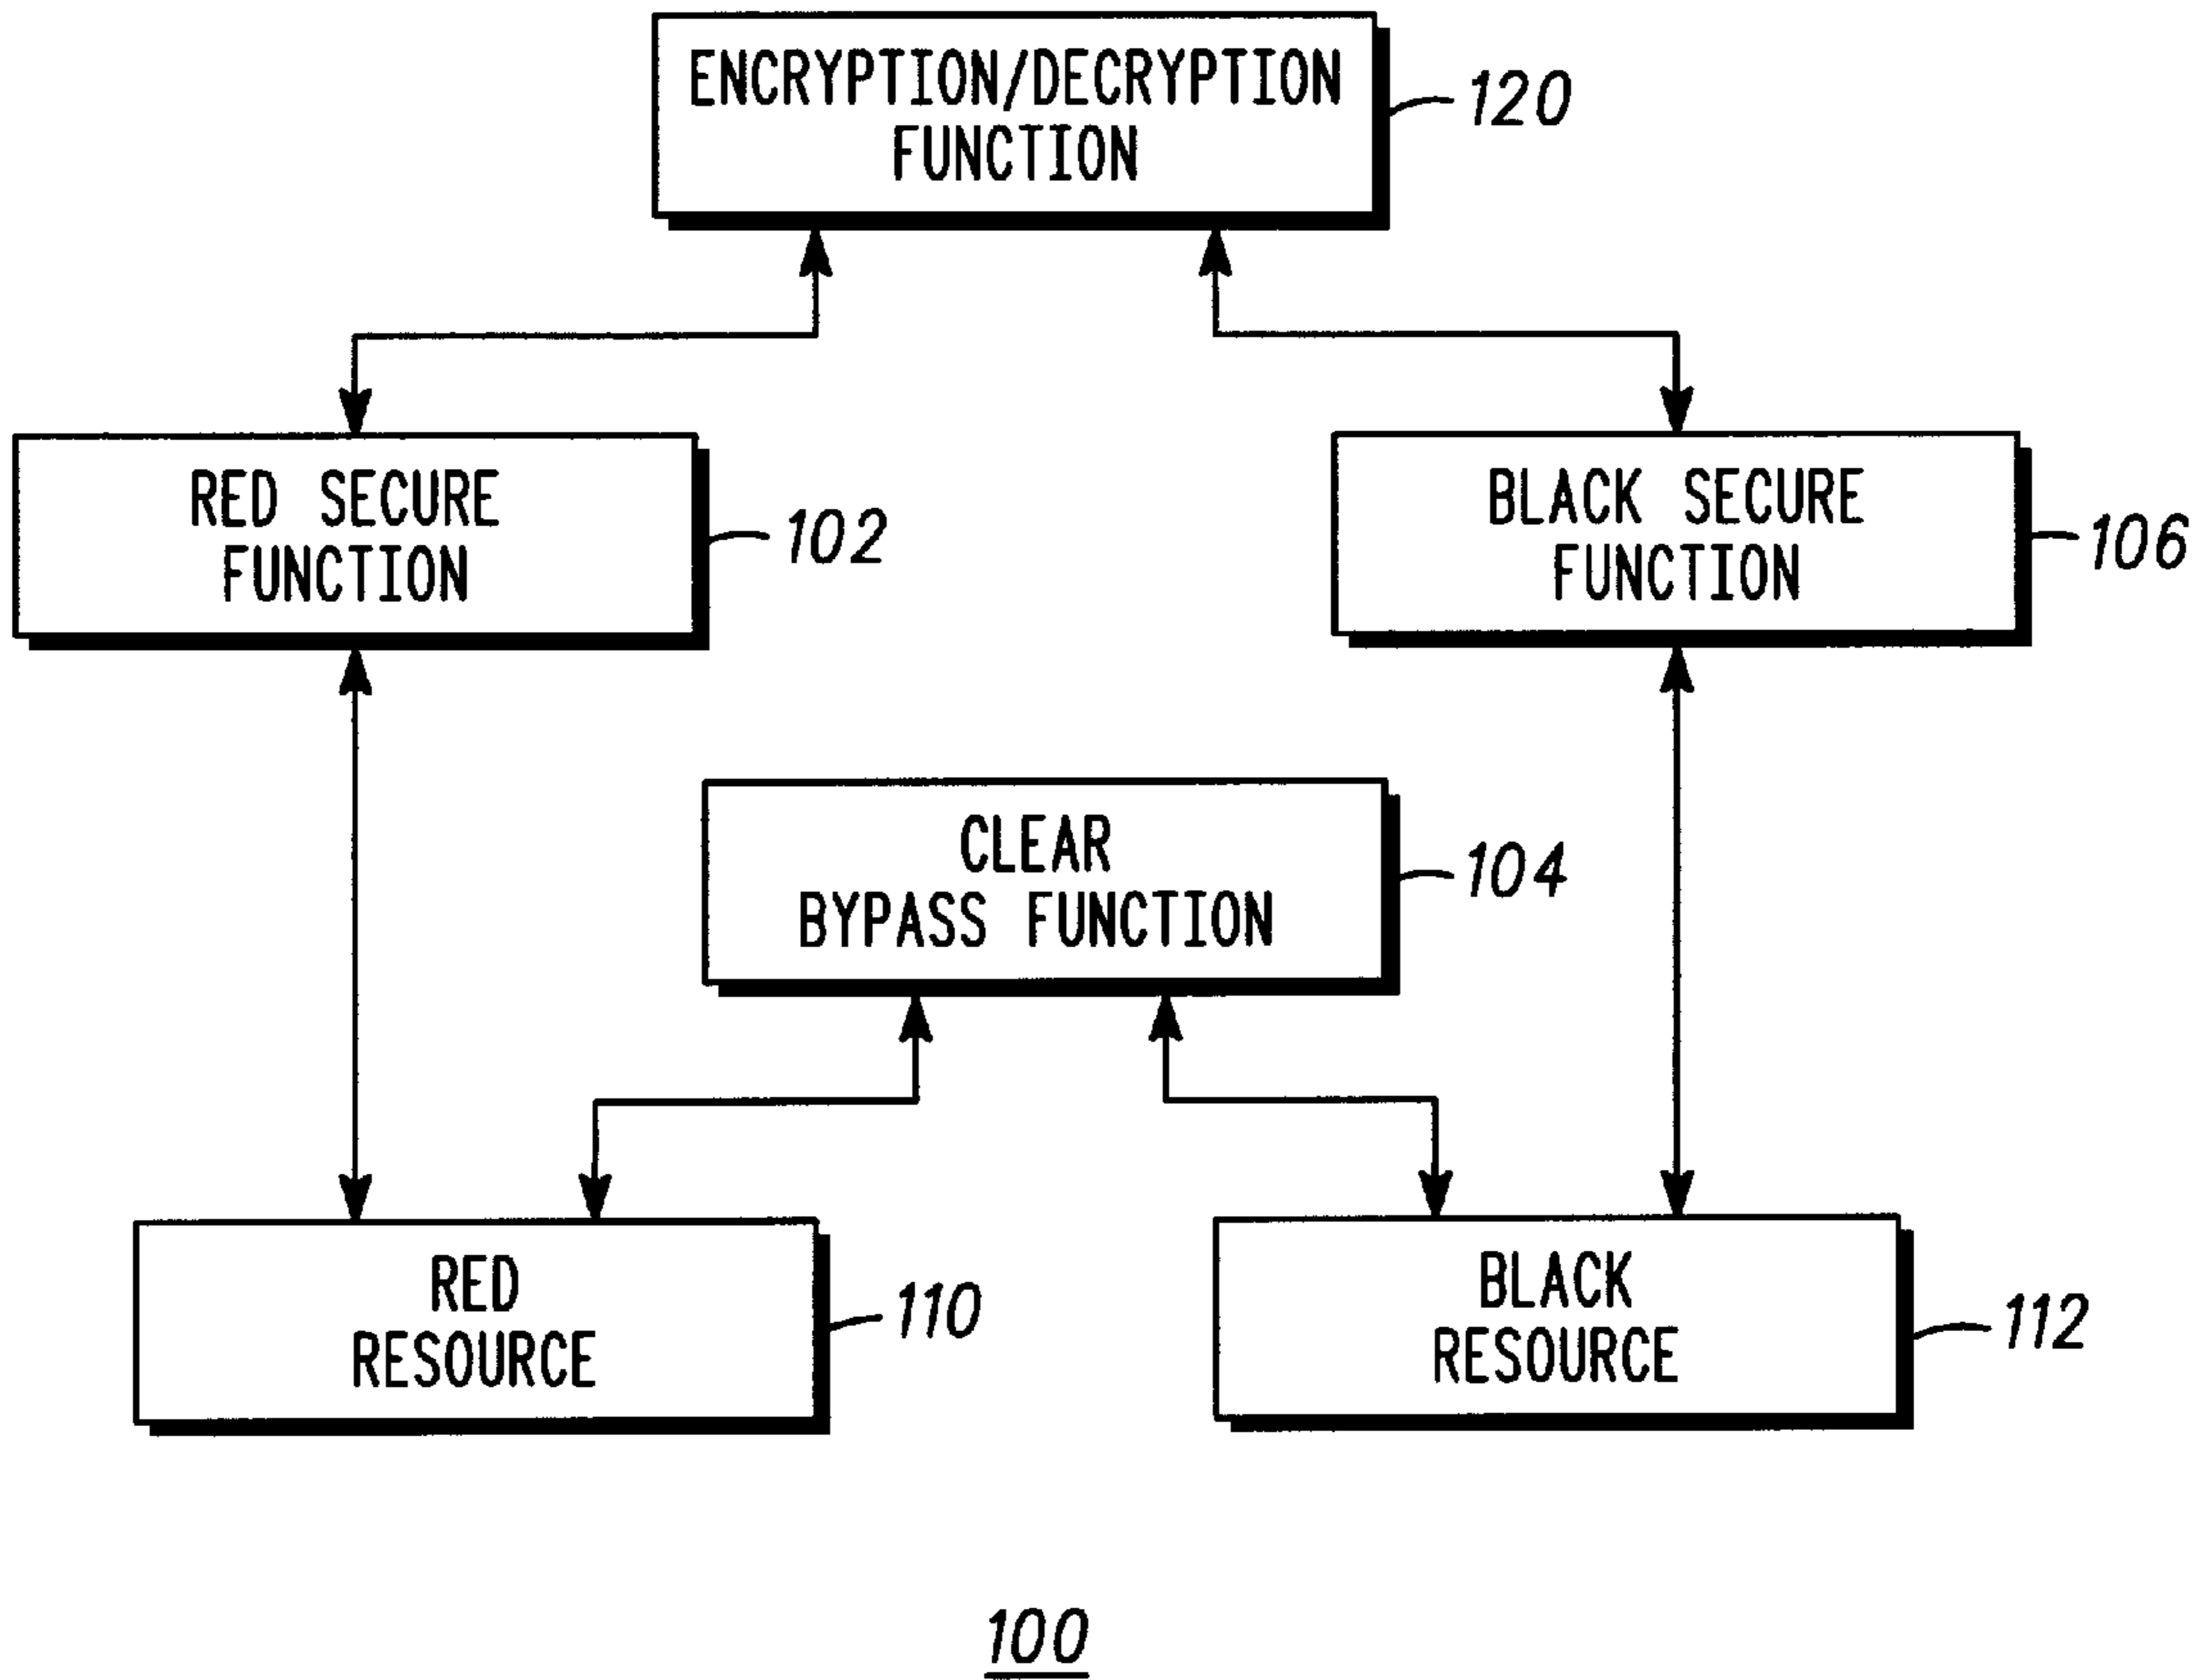 ENCRYPTION/DECRYPTION
FUNCTION
120
RED SECURE
FUNCTION
102
BLACK SECURE
FUNCTION
106
CLEAR
BYPASS FUNCTION
104
RED
RESOURCE
110
BLACK
RESOURCE
112
100